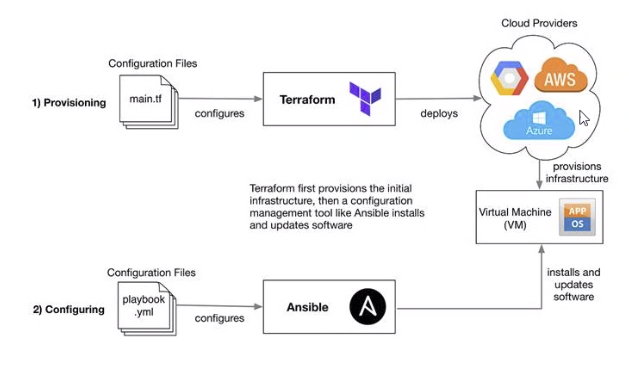 Cloud Providers
Configuration Files
1) Provisioning
main.tf
configures
Terraform
deploys
AWS
Azure
provisions
infrastructure
Terraform first provisions the initial
infrastructure, then a configuration
management tool like Ansible installs
and updates software
Virtual Machine
(VM)
APP
OS
Configuration Files
2) Configuring
playbook
.yml
configures
Ansible
A
installs and
updates
software